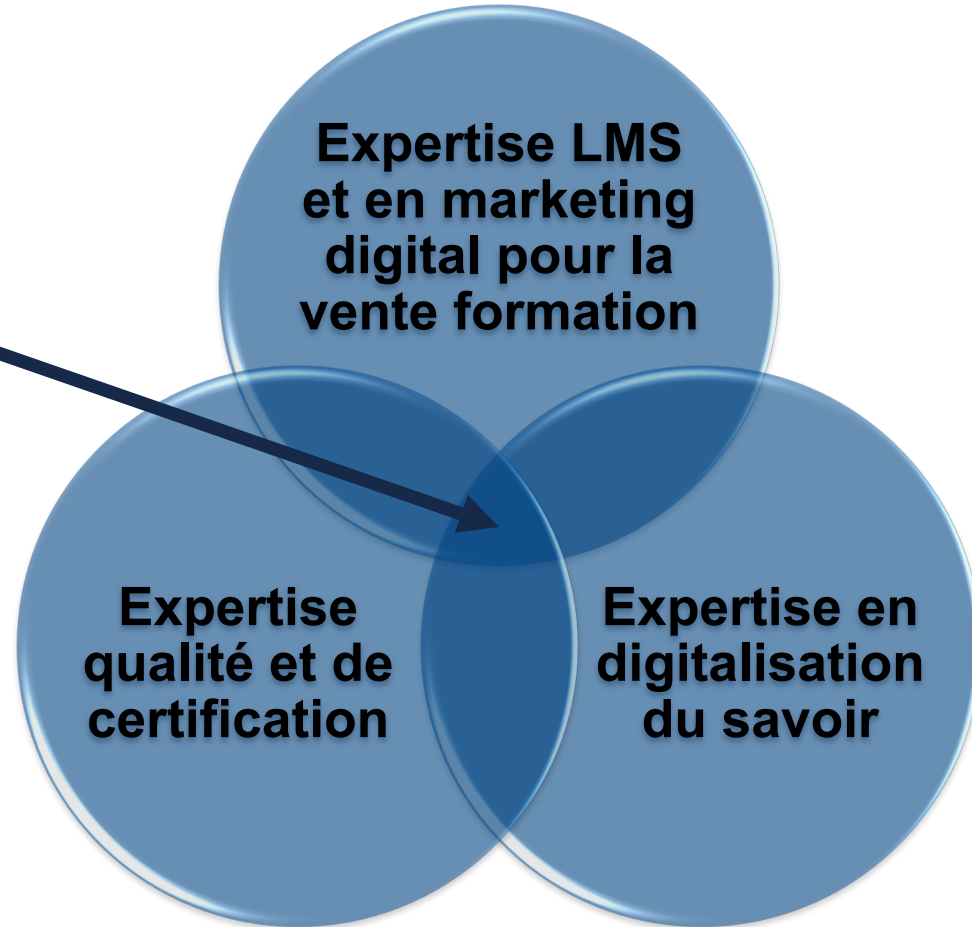 Expertise LMS
et en marketing
digital pour la
vente formation
Expertise
qualité et de
certification
Expertise en
digitalisation
du savoir